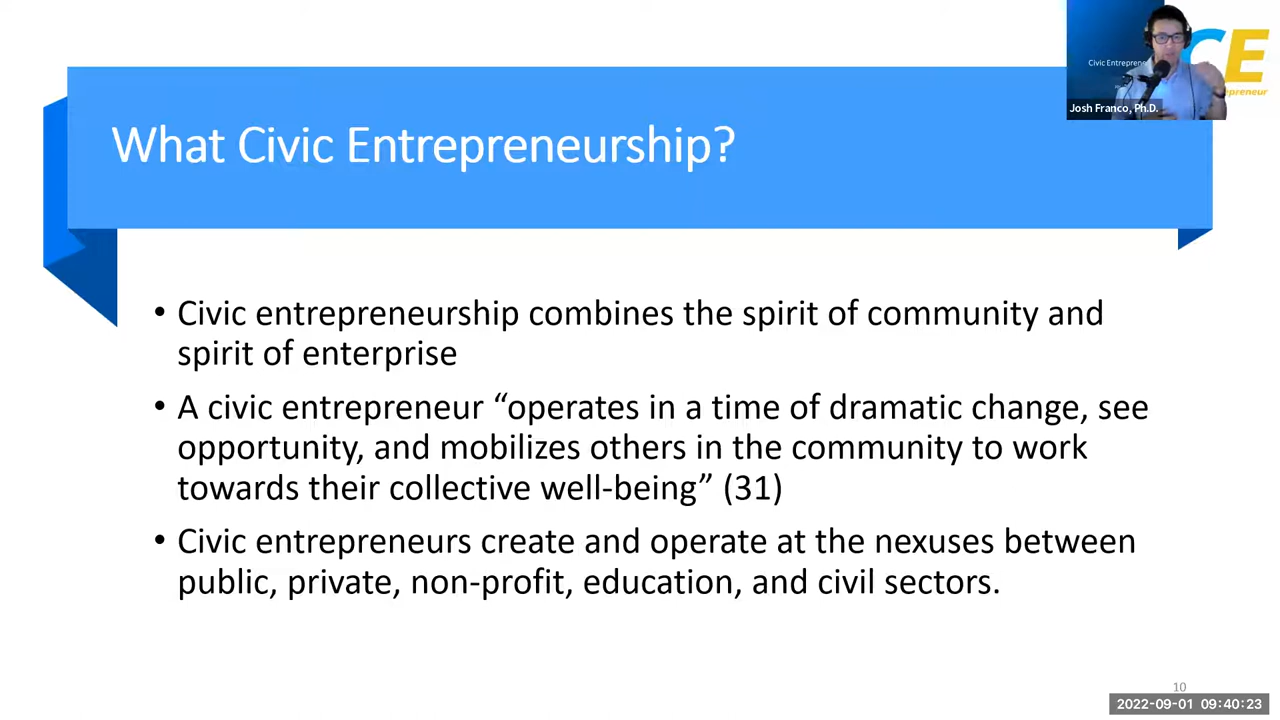 CE
Civic Entrepre
epreneur
Josh Franco, Ph.D.
What Civic Entrepreneurship?
• Civic entrepreneurship combines the spirit of community and
spirit of enterprise
• A civic entrepreneur “operates in a time of dramatic change, see
opportunity, and mobilizes others in the community to work
towards their collective well-being” (31)
• Civic entrepreneurs create and operate at the nexuses between
public, private, non-profit, education, and civil sectors.
10
2022-09-01 09:40:23